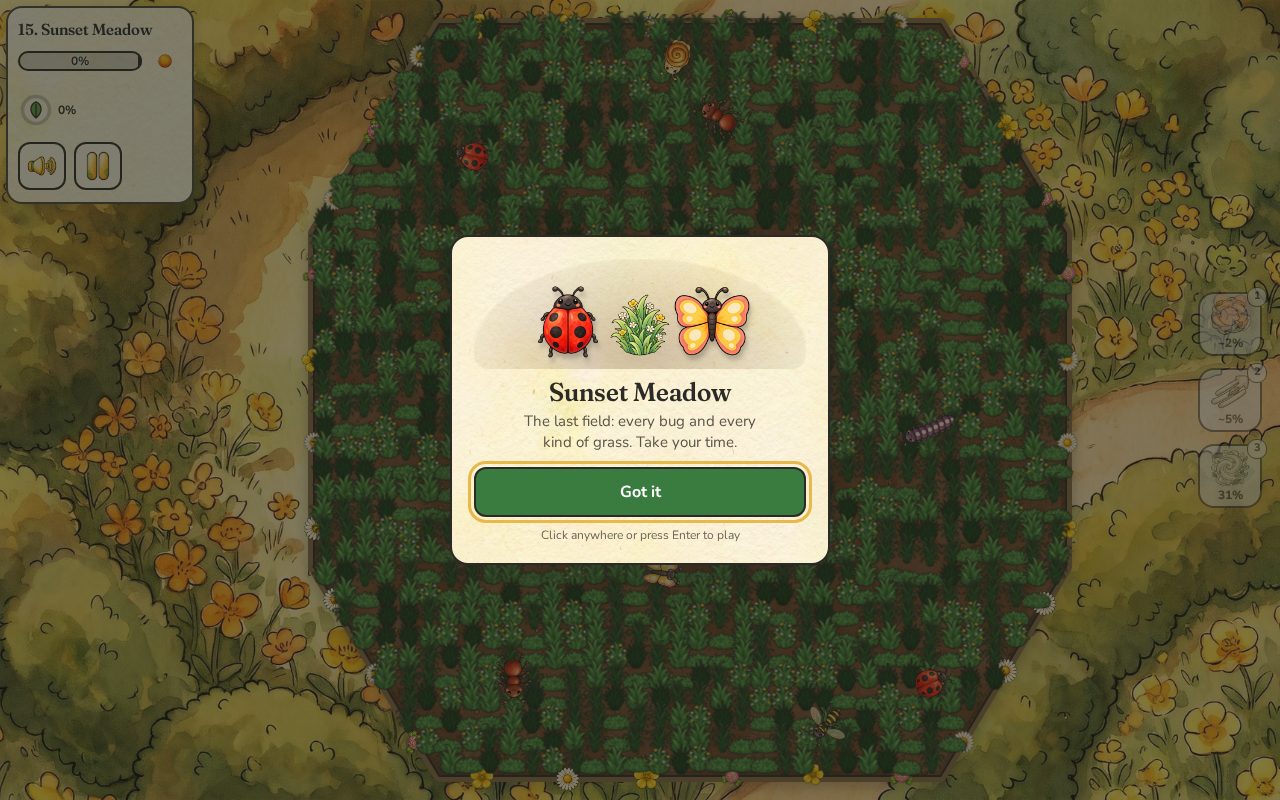 15. Sunset Meadow
0%
0%
1
~2%
2
~5%
3
31%
Sunset Meadow
The last field: every bug and every
kind of grass. Take your time.
Got it
Click anywhere or press Enter to play